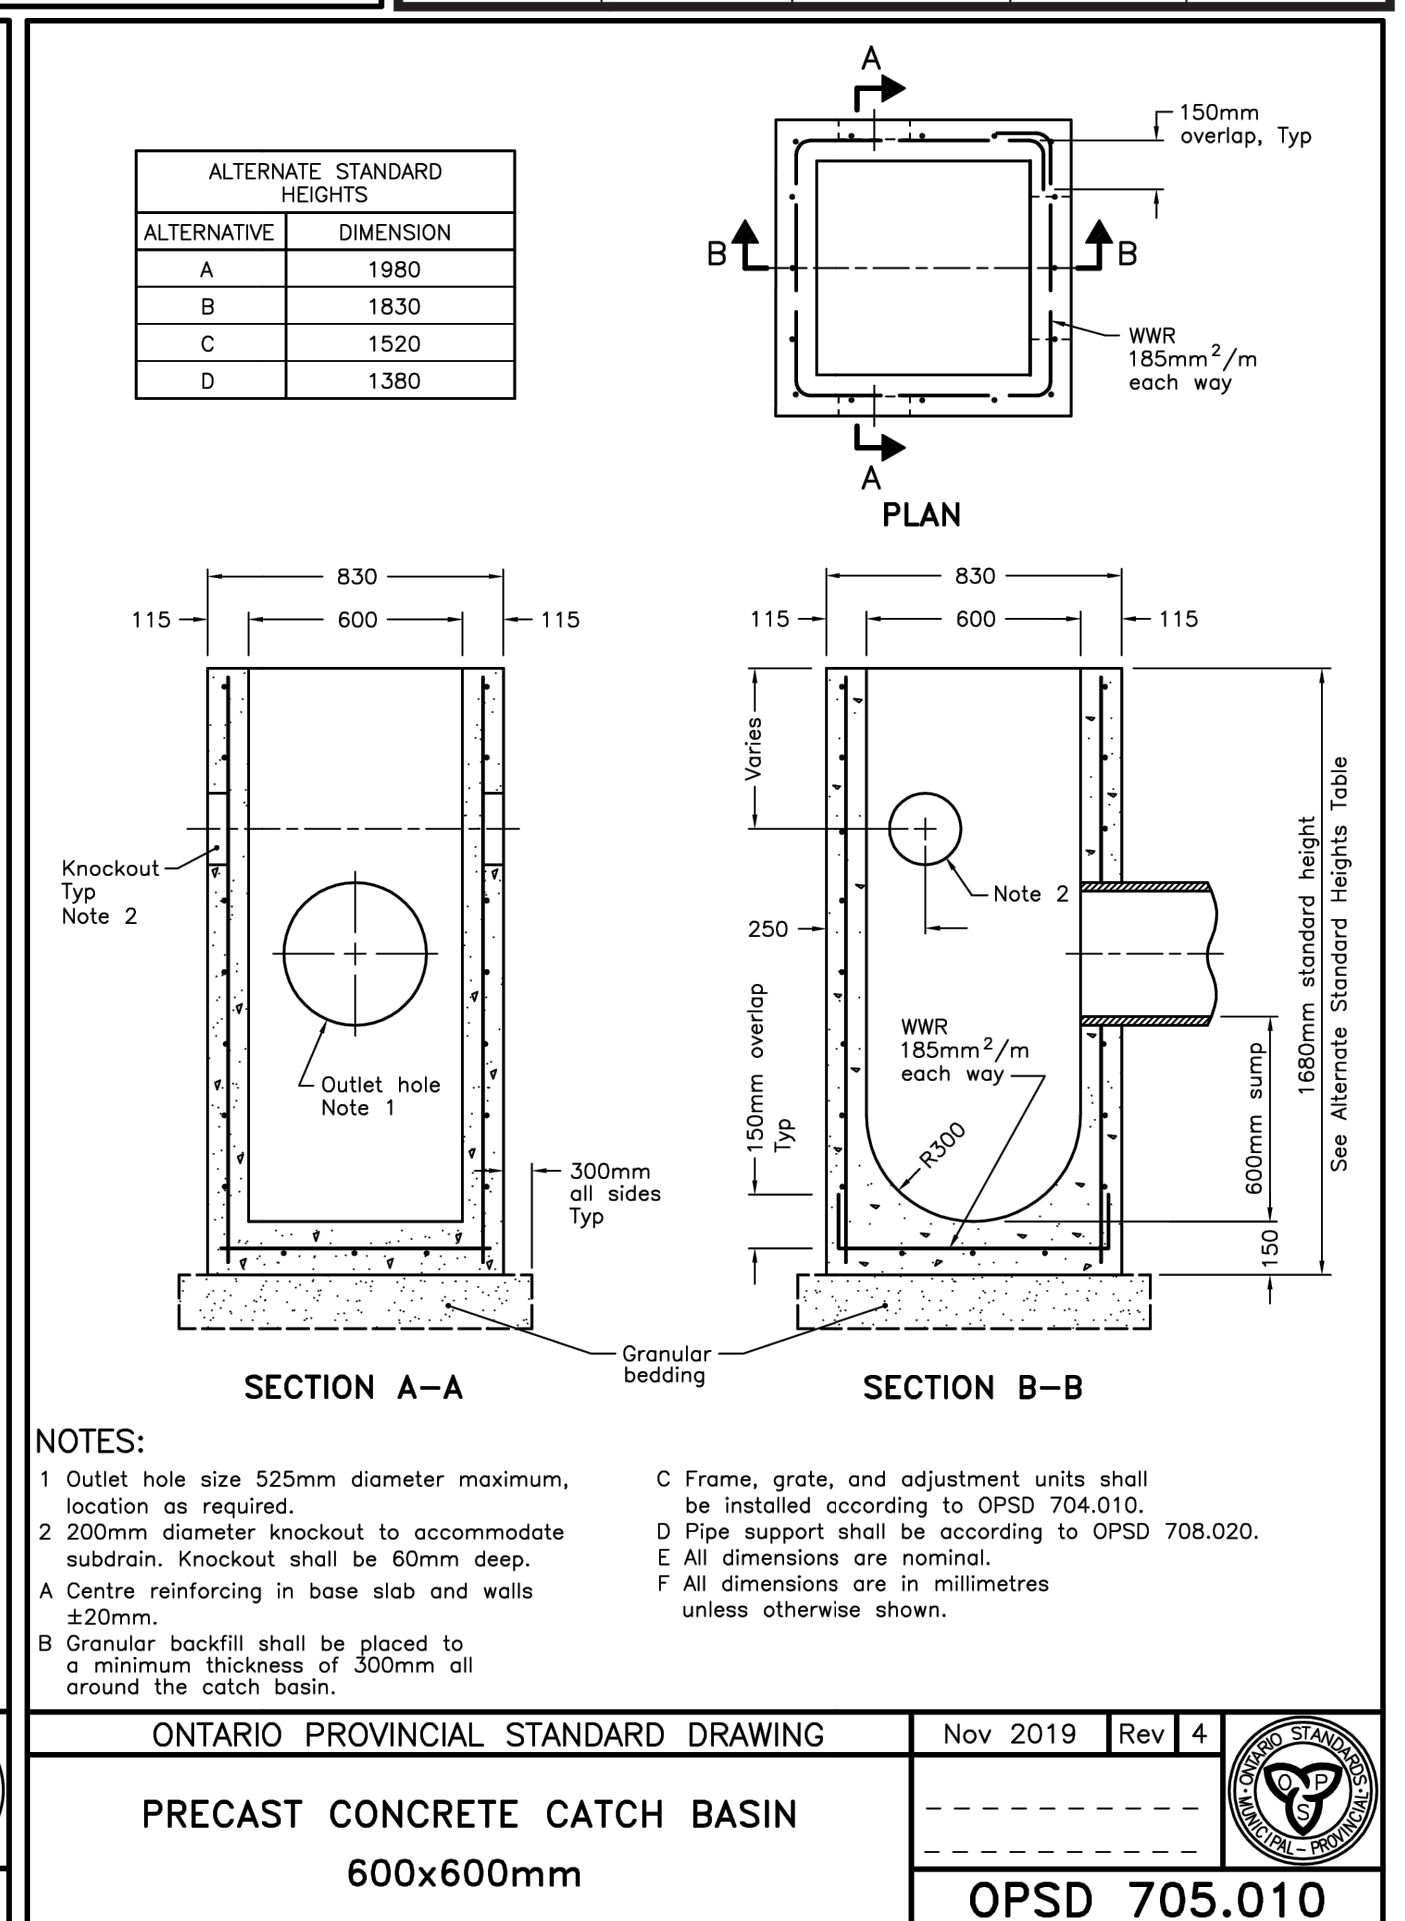 ALTERNATE STANDARD
HEIGHTS
ALTERNATIVE DIMENSION
A 1980
B 1830
C 1520
D 1380
A
150mm
overlap, Typ
B
B
WWR
185mm²/m
each way
A
PLAN
830
115
600
115
Knockout
Typ
Note 2
Outlet hole
Note 1
300mm
all sides
Typ
SECTION A–A
830
115
600
115
Varies
Note 2
250
150mm overlap
Typ
WWR
185mm²/m
each way
R300
600mm sump
150
1680mm standard height
See Alternate Standard Heights Table
Granular
bedding
SECTION B–B
NOTES:
1 Outlet hole size 525mm diameter maximum,
location as required.
2 200mm diameter knockout to accommodate
subdrain. Knockout shall be 60mm deep.
A Centre reinforcing in base slab and walls
±20mm.
B Granular backfill shall be placed to
a minimum thickness of 300mm all
around the catch basin.
C Frame, grate, and adjustment units shall
be installed according to OPSD 704.010.
D Pipe support shall be according to OPSD 708.020.
E All dimensions are nominal.
F All dimensions are in millimetres
unless otherwise shown.
ONTARIO PROVINCIAL STANDARD DRAWING
Nov 2019 Rev 4
PRECAST CONCRETE CATCH BASIN
600x600mm
ONTARIO STANDARDS
MUNICIPAL – PROVINCIAL
O P
S
OPSD 705.010